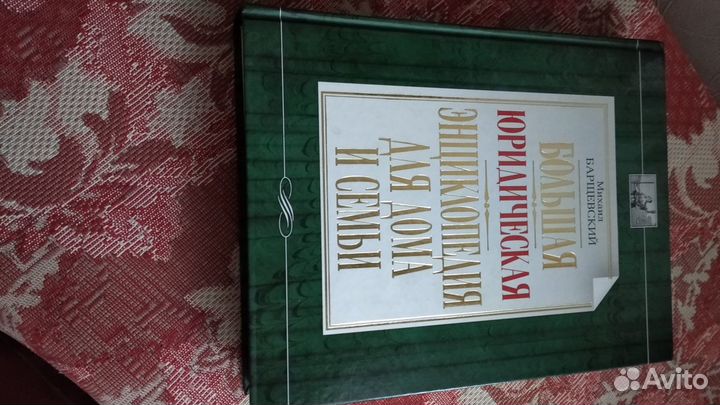 Михаил
БАРЩЕВСКИЙ
БОЛЬШАЯ
ЮРИДИЧЕСКАЯ
ЭНЦИКЛОПЕДИЯ
ДЛЯ ДОМА
И СЕМЬИ
Avito